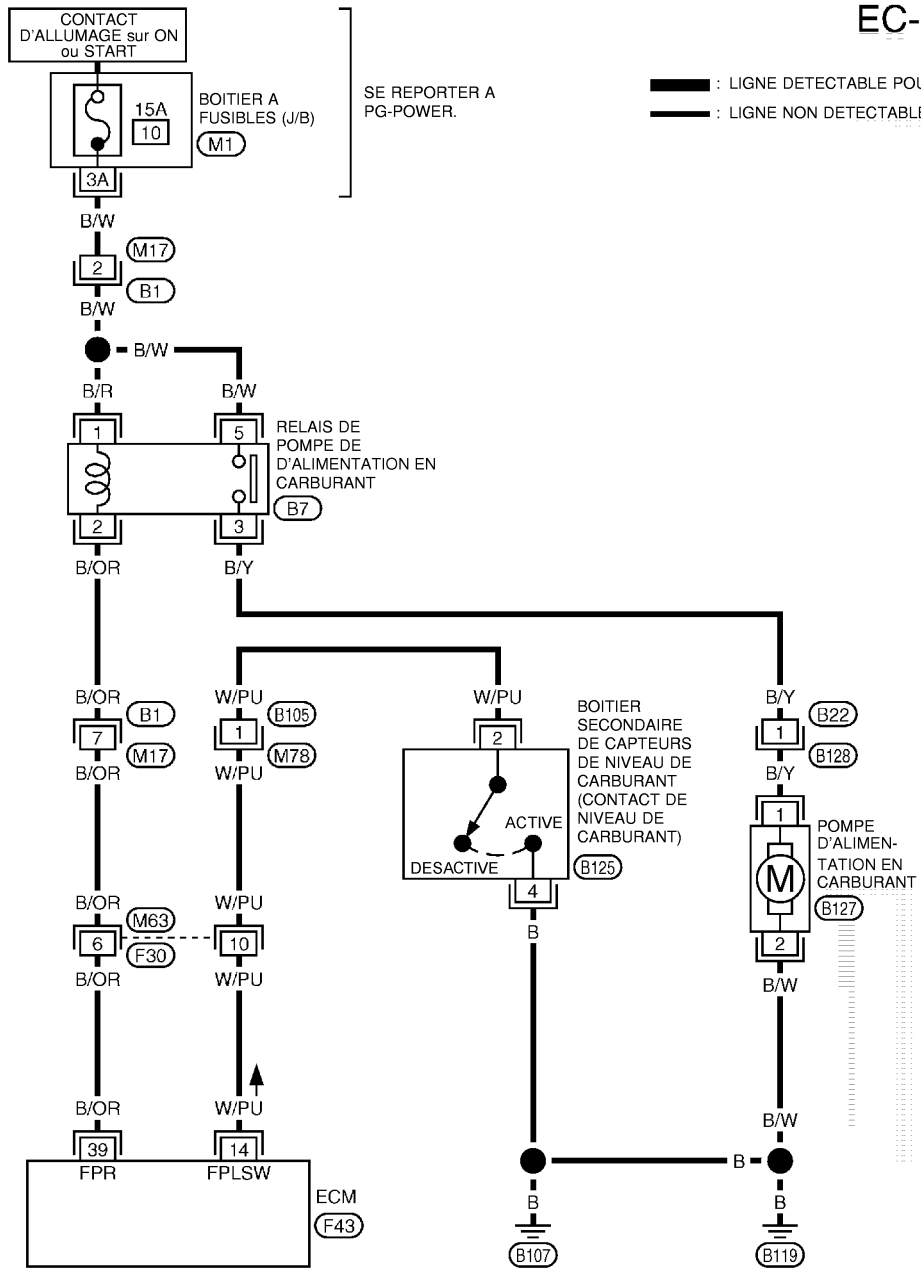 EC-
CONTACT
D'ALLUMAGE sur ON
ou START
: LIGNE DETECTABLE POU
: LIGNE NON DETECTABLE
15A
10
BOITIER A
FUSIBLES (J/B)
M1
SE REPORTER A
PG-POWER.
3A
B/W
M17
2
B1
B/W
B/W
B/R
B/W
1
5
RELAIS DE
POMPE DE
D'ALIMENTATION EN
CARBURANT
B7
2
3
B/OR
B/Y
B/OR
B1
7
M17
B/OR
W/PU
B105
1
M78
W/PU
W/PU
2
BOITIER
SECONDAIRE
DE CAPTEURS
DE NIVEAU DE
CARBURANT
(CONTACT DE
NIVEAU DE
CARBURANT)
B125
ACTIVE
DESACTIVE
4
B
B/Y
B22
1
B128
B/Y
1
POMPE
D'ALIMEN-
TATION EN
CARBURANT
M
B127
2
B/W
B/OR
M63
W/PU
6
F30
10
B/OR
W/PU
B/OR
W/PU
B/W
39
14
FPR
FPLSW
ECM
F43
B
B
B
B107
B119